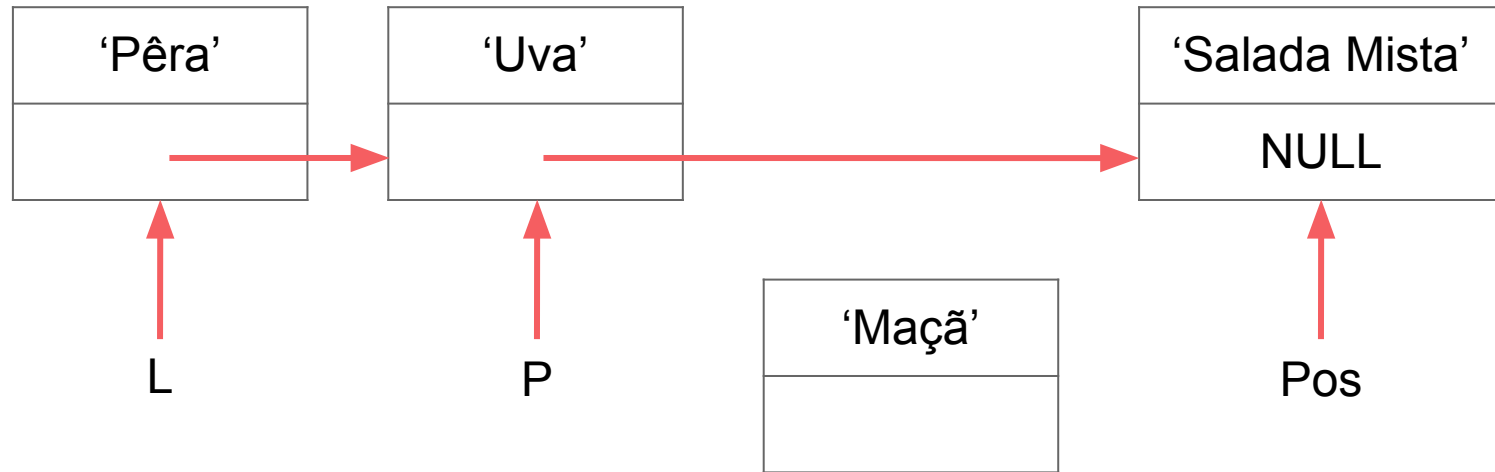 ‘Pêra’
‘Uva’
‘Salada Mista’
NULL
‘Maçã’
L
P
Pos